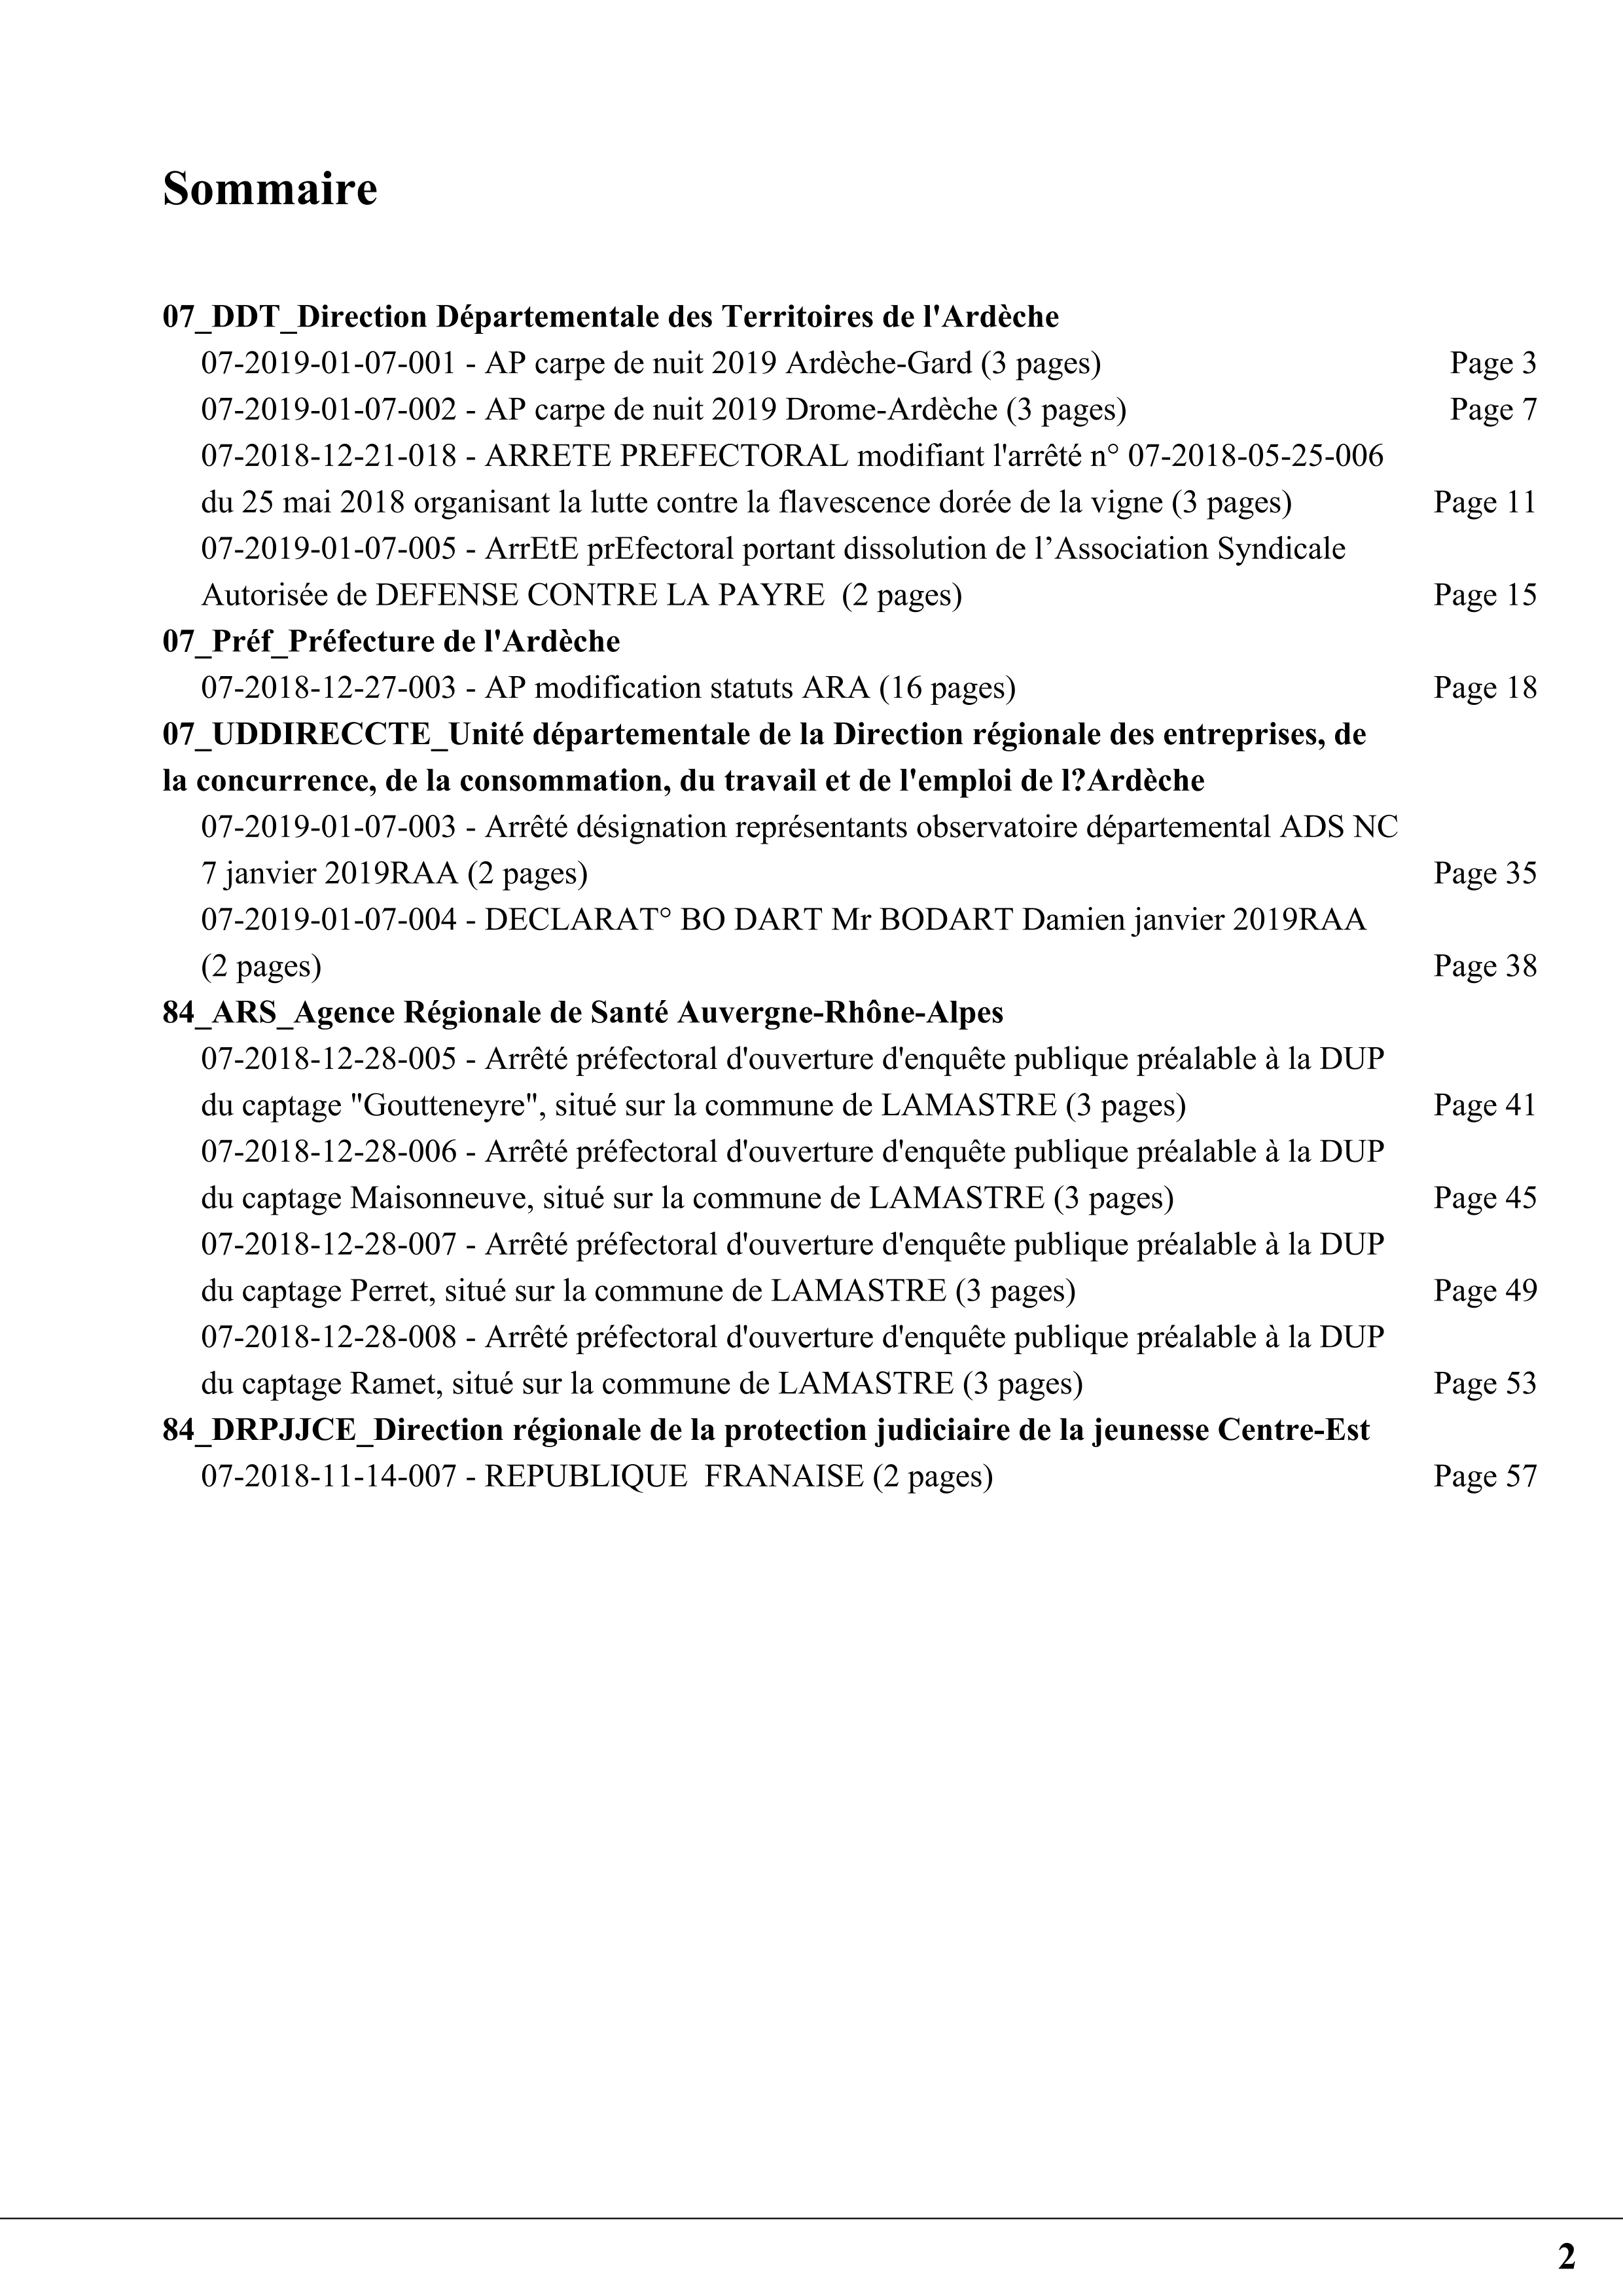 Sommaire
07_DDT_Direction Départementale des Territoires de l'Ardèche
07-2019-01-07-001 - AP carpe de nuit 2019 Ardèche-Gard (3 pages) Page 3
07-2019-01-07-002 - AP carpe de nuit 2019 Drome-Ardèche (3 pages) Page 7
07-2018-12-21-018 - ARRETE PREFECTORAL modifiant l'arrêté n° 07-2018-05-25-006
du 25 mai 2018 organisant la lutte contre la flavescence dorée de la vigne (3 pages) Page 11
07-2019-01-07-005 - ArrEtE prEfectoral portant dissolution de l’Association Syndicale
Autorisée de DEFENSE CONTRE LA PAYRE  (2 pages) Page 15
07_Préf_Préfecture de l'Ardèche
07-2018-12-27-003 - AP modification statuts ARA (16 pages) Page 18
07_UDDIRECCTE_Unité départementale de la Direction régionale des entreprises, de
la concurrence, de la consommation, du travail et de l'emploi de l?Ardèche
07-2019-01-07-003 - Arrêté désignation représentants observatoire départemental ADS NC
7 janvier 2019RAA (2 pages) Page 35
07-2019-01-07-004 - DECLARAT° BO DART Mr BODART Damien janvier 2019RAA
(2 pages) Page 38
84_ARS_Agence Régionale de Santé Auvergne-Rhône-Alpes
07-2018-12-28-005 - Arrêté préfectoral d'ouverture d'enquête publique préalable à la DUP
du captage "Goutteneyre", situé sur la commune de LAMASTRE (3 pages) Page 41
07-2018-12-28-006 - Arrêté préfectoral d'ouverture d'enquête publique préalable à la DUP
du captage Maisonneuve, situé sur la commune de LAMASTRE (3 pages) Page 45
07-2018-12-28-007 - Arrêté préfectoral d'ouverture d'enquête publique préalable à la DUP
du captage Perret, situé sur la commune de LAMASTRE (3 pages) Page 49
07-2018-12-28-008 - Arrêté préfectoral d'ouverture d'enquête publique préalable à la DUP
du captage Ramet, situé sur la commune de LAMASTRE (3 pages) Page 53
84_DRPJJCE_Direction régionale de la protection judiciaire de la jeunesse Centre-Est
07-2018-11-14-007 - REPUBLIQUE  FRANAISE (2 pages) Page 57
2